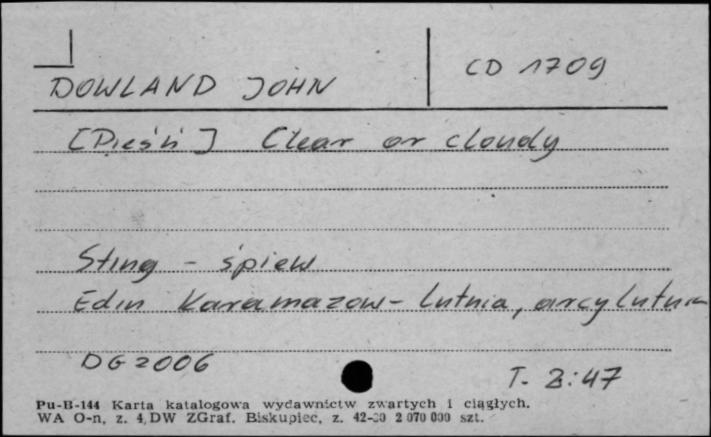 DOWLAND JOHN
CD 1709
[Pieśń] Clear or cloudy
Sting - śpiew
Edin Karamazow - lutnia, arcylutnia
DG 2006
T. 3:47
Pu-B-144 Karta katalogowa wydawnictw zwartych i ciągłych.
WA O-n, z. 4, DW ZGraf. Biskupiec, z. 42-30 2 070 000 szt.